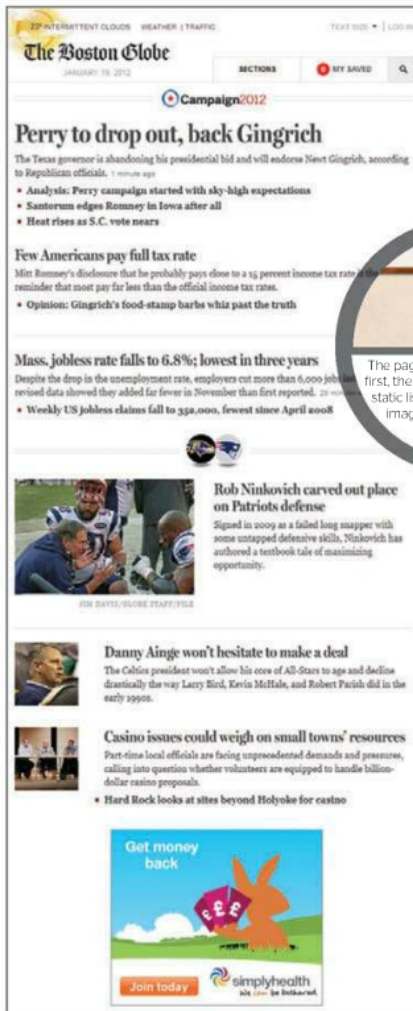 23° INTERMITTENT CLOUDS WEATHER | TRAFFIC
TEXT SIZE LOG IN
The Boston Globe
JANUARY 19, 2012
SECTIONS
0 MY SAVED
Campaign2012
Perry to drop out, back Gingrich
The Texas governor is abandoning his presidential bid and will endorse Newt Gingrich, according
to Republican officials. 1 minute ago
Analysis: Perry campaign started with sky-high expectations
Santorum edges Romney in Iowa after all
Heat rises as S.C. vote nears
Few Americans pay full tax rate
Mitt Romney's disclosure that he probably pays close to a 15 percent income tax rate is
reminder that most pay far less than the official income tax rates.
Opinion: Gingrich's food-stamp barbs whiz past the truth
The
first, the
static
Mass. jobless rate falls to 6.8%; lowest in three years
Despite the drop in the unemployment rate, employers cut more than 6,000 jobs
revised data showed they added far fewer in November than first reported.
Weekly US jobless claims fall to 352,000, fewest since April 2008
Rob Ninkovich carved out place
on Patriots defense
Signed in 2009 as a failed long snapper with
some untapped defensive skills, Ninkovich has
authored a textbook tale of maximizing
opportunity.
JIM DAVIS/GLOBE STAFF/FILE
Danny Ainge won't hesitate to make a deal
The Celtics president won't allow his core of All-Stars to age and decline
drastically the way Larry Bird, Kevin McHale, and Robert Parish did in the
early 1990s.
Casino issues could weigh on small towns' resources
Part-time local officials are facing unprecedented demands and pressures,
calling into question whether volunteers are equipped to handle billion-
dollar casino proposals.
Hard Rock looks at sites beyond Holyoke for casino
Get money
back
£ £ £
Join today
simplyhealth
We can be bothered.